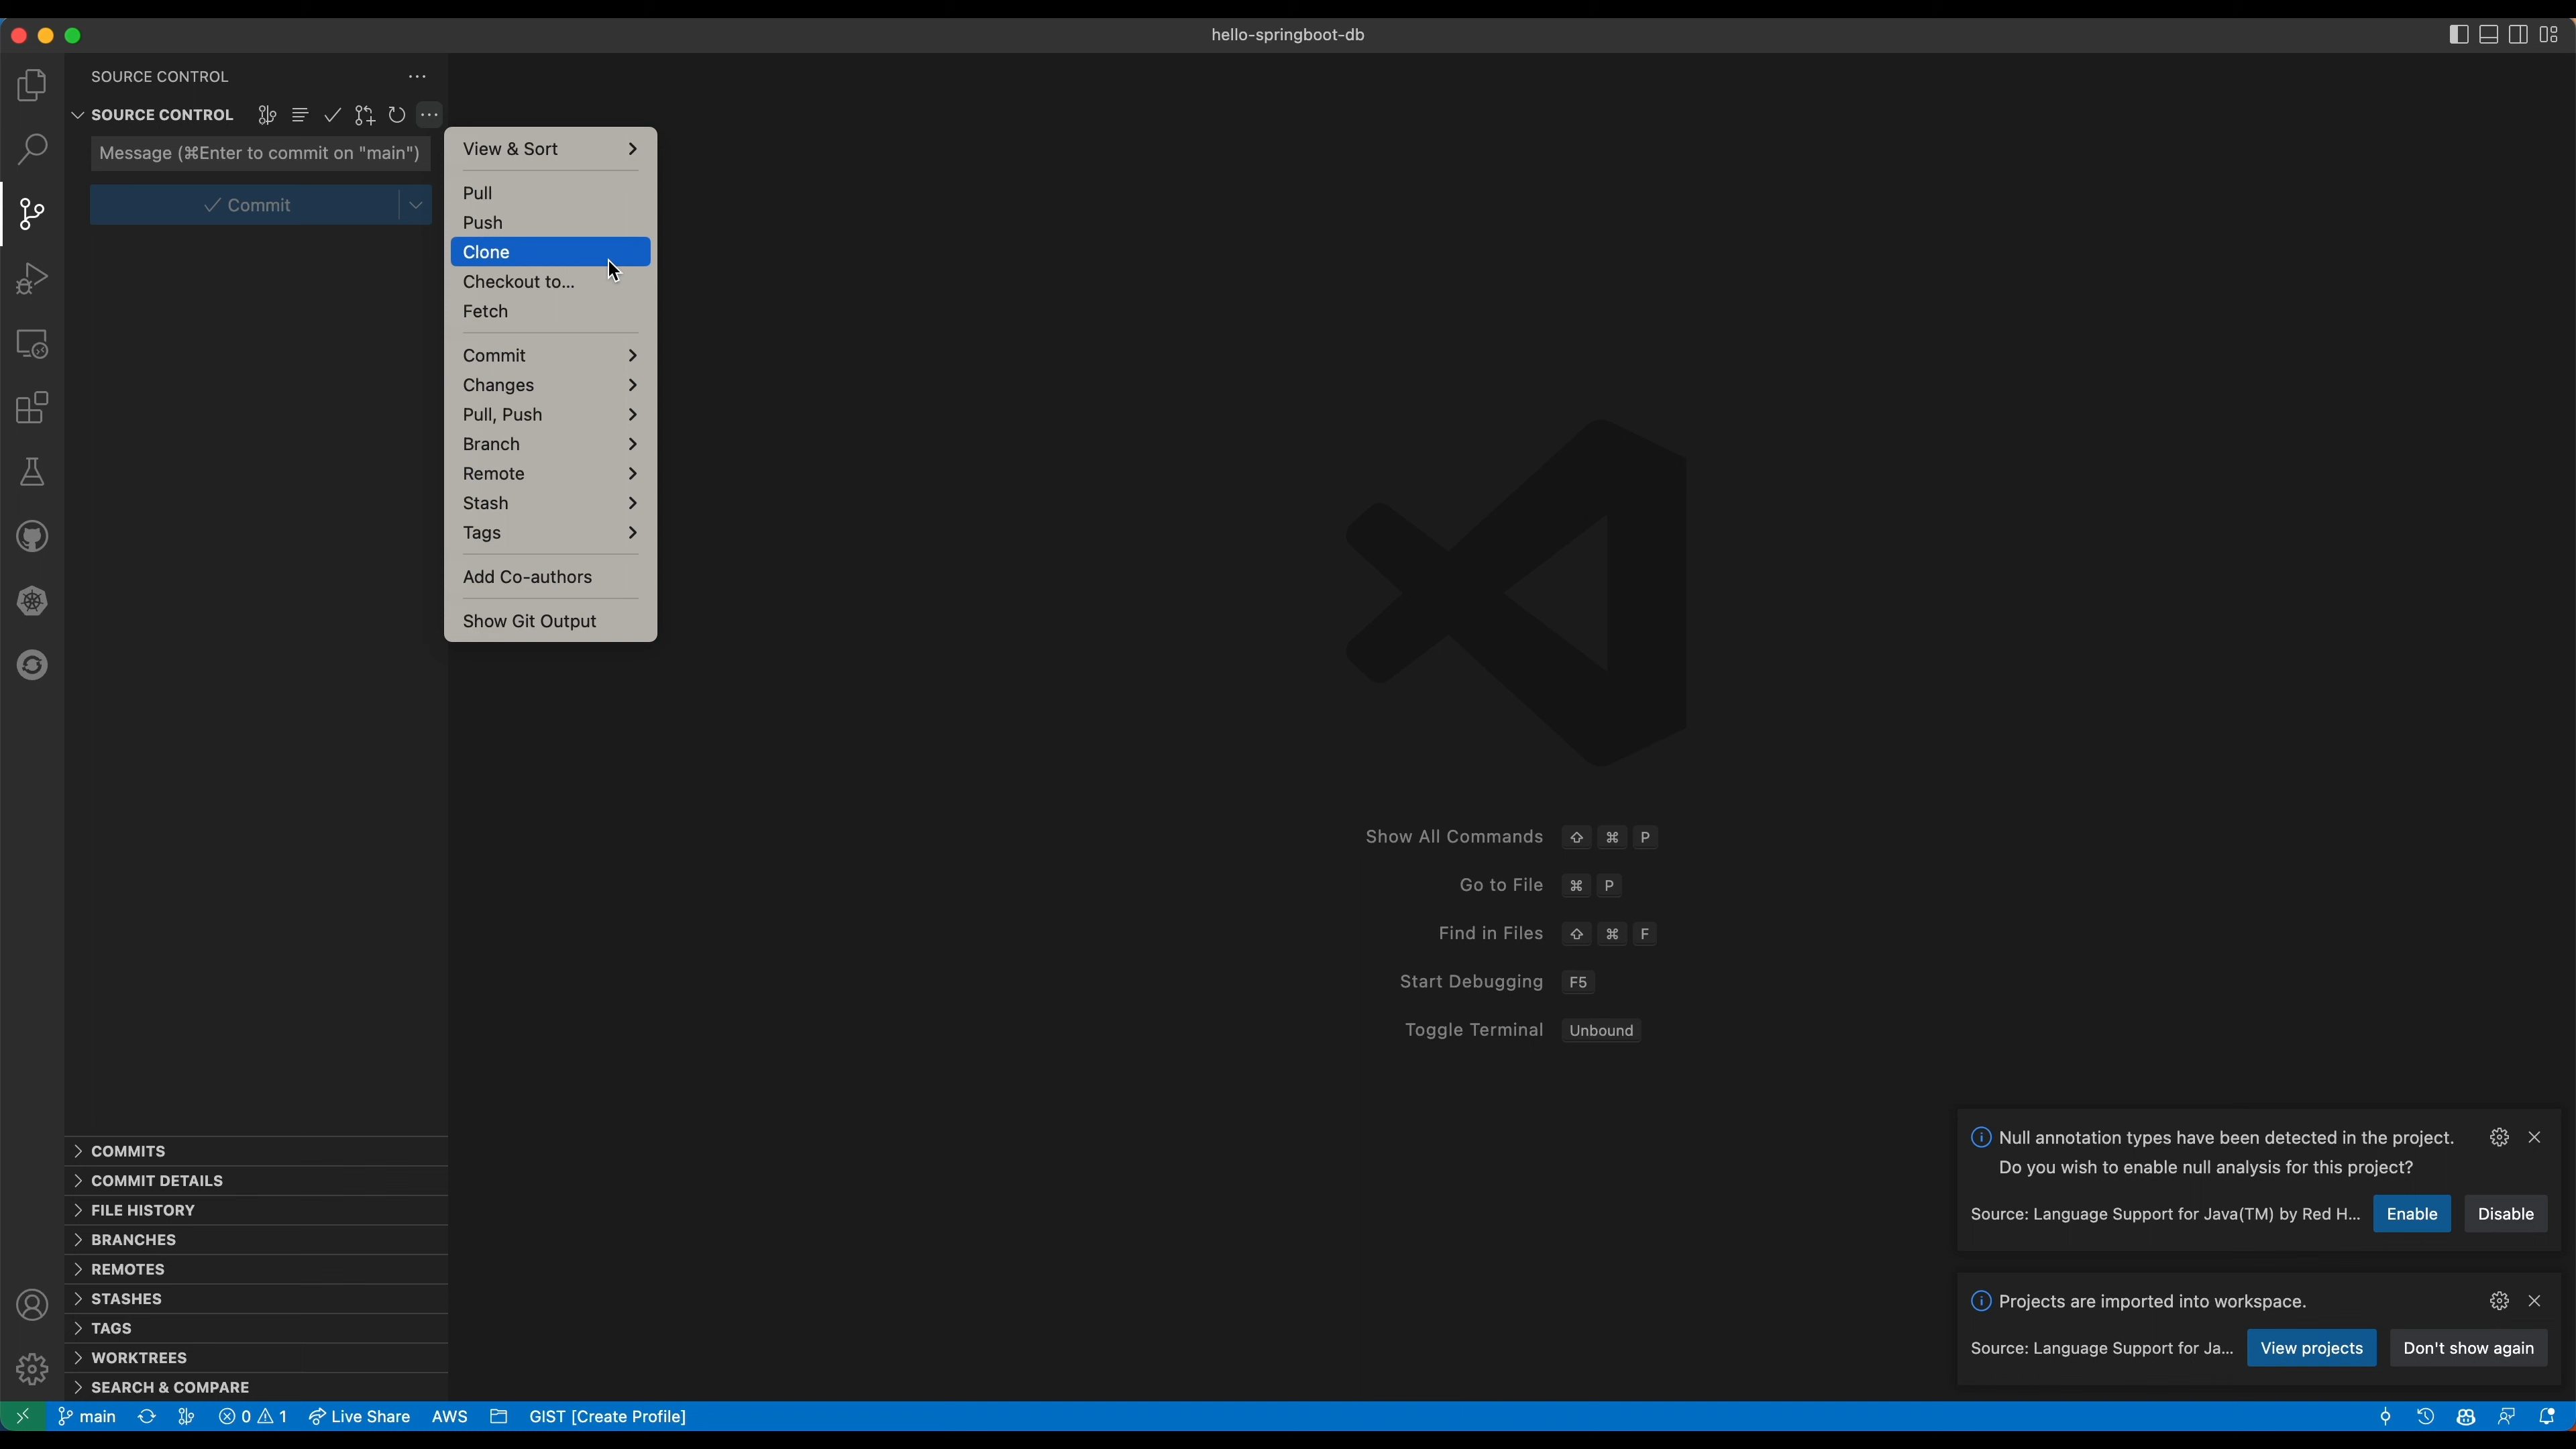 hello-springboot-db
SOURCE CONTROL
SOURCE CONTROL
Message (⌘Enter to commit on "main")
Commit
View & Sort
Pull
Push
Clone
Checkout to...
Fetch
Commit
Changes
Pull, Push
Branch
Remote
Stash
Tags
Add Co-authors
Show Git Output
Show All Commands ⇧ ⌘ P
Go to File ⌘ P
Find in Files ⇧ ⌘ F
Start Debugging F5
Toggle Terminal Unbound
COMMITS
COMMIT DETAILS
FILE HISTORY
BRANCHES
REMOTES
STASHES
TAGS
WORKTREES
SEARCH & COMPARE
Null annotation types have been detected in the project.
Do you wish to enable null analysis for this project?
Source: Language Support for Java(TM) by Red H... Enable Disable
Projects are imported into workspace.
Source: Language Support for Ja... View projects Don't show again
main 0 1 Live Share AWS GIST [Create Profile]